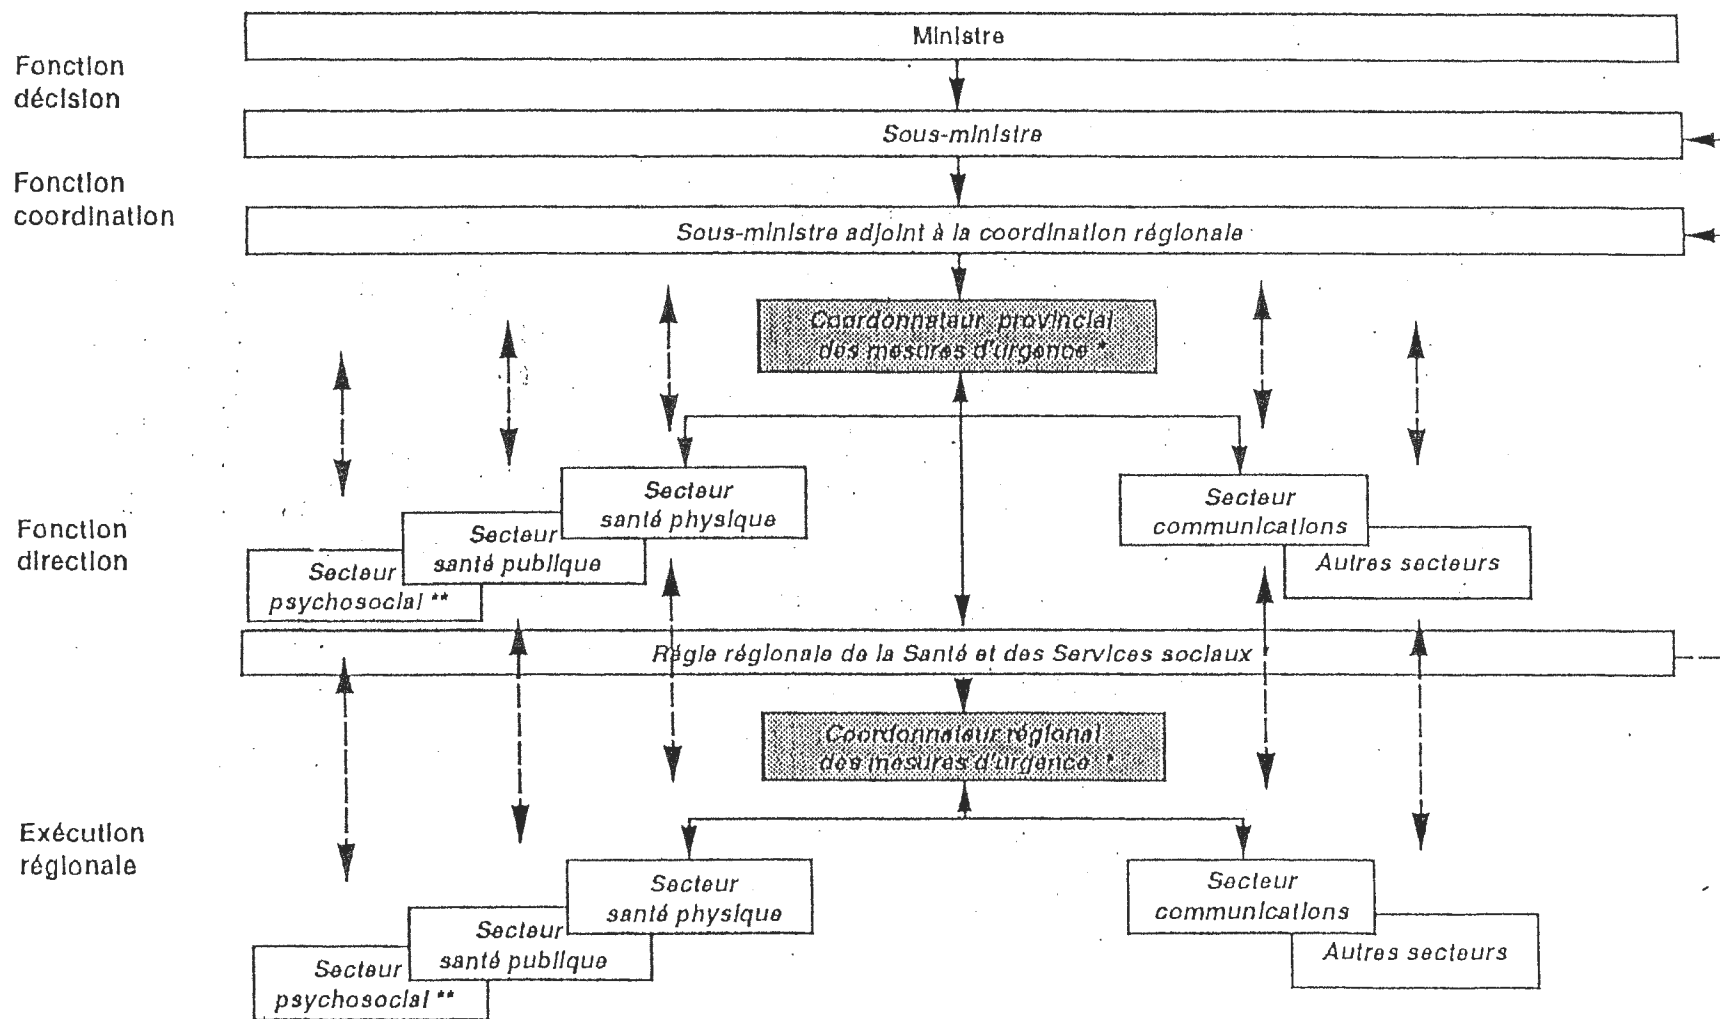 Ministre
Fonction
décision
Sous-ministre
Fonction
coordination
Sous-ministre adjoint à la coordination régionale
Coordonnateur provincial
des mesures d'urgence *
Fonction
direction
Secteur
psychosocial **
Secteur
santé publique
Secteur
santé physique
Secteur
communications
Autres secteurs
Régie régionale de la Santé et des Services sociaux
Coordonnateur régional
des mesures d'urgence *
Exécution
régionale
Secteur
psychosocial **
Secteur
santé publique
Secteur
santé physique
Secteur
communications
Autres secteurs